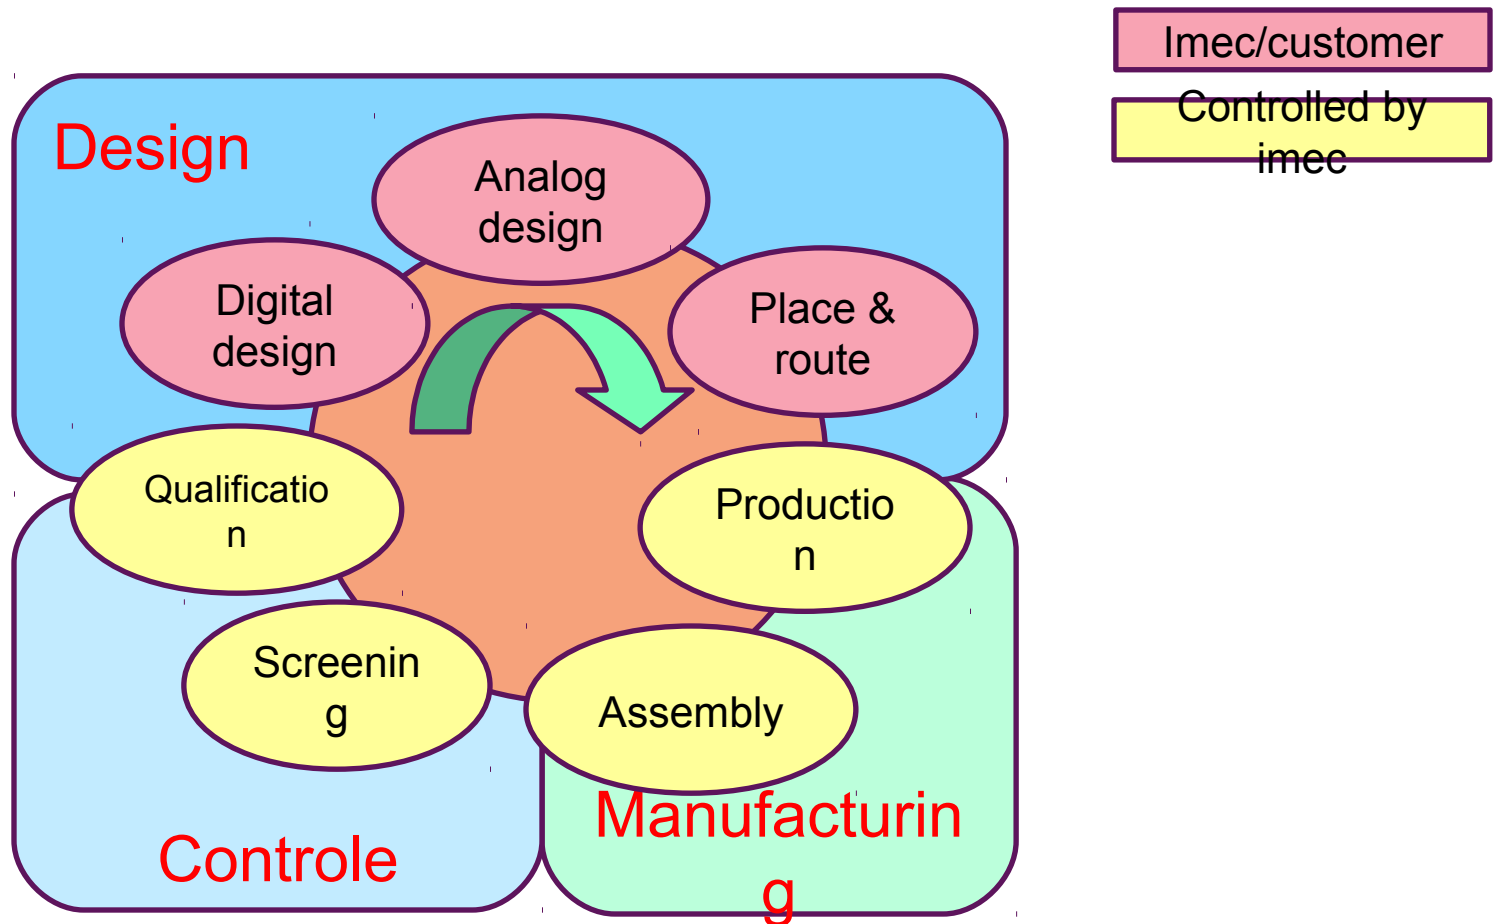 Imec/customer
Controlled by
imec
Design
Analog
design
Digital
design
Place &
route
Qualificatio
n
Productio
n
Screenin
g
Assembly
Manufacturin
g
Controle